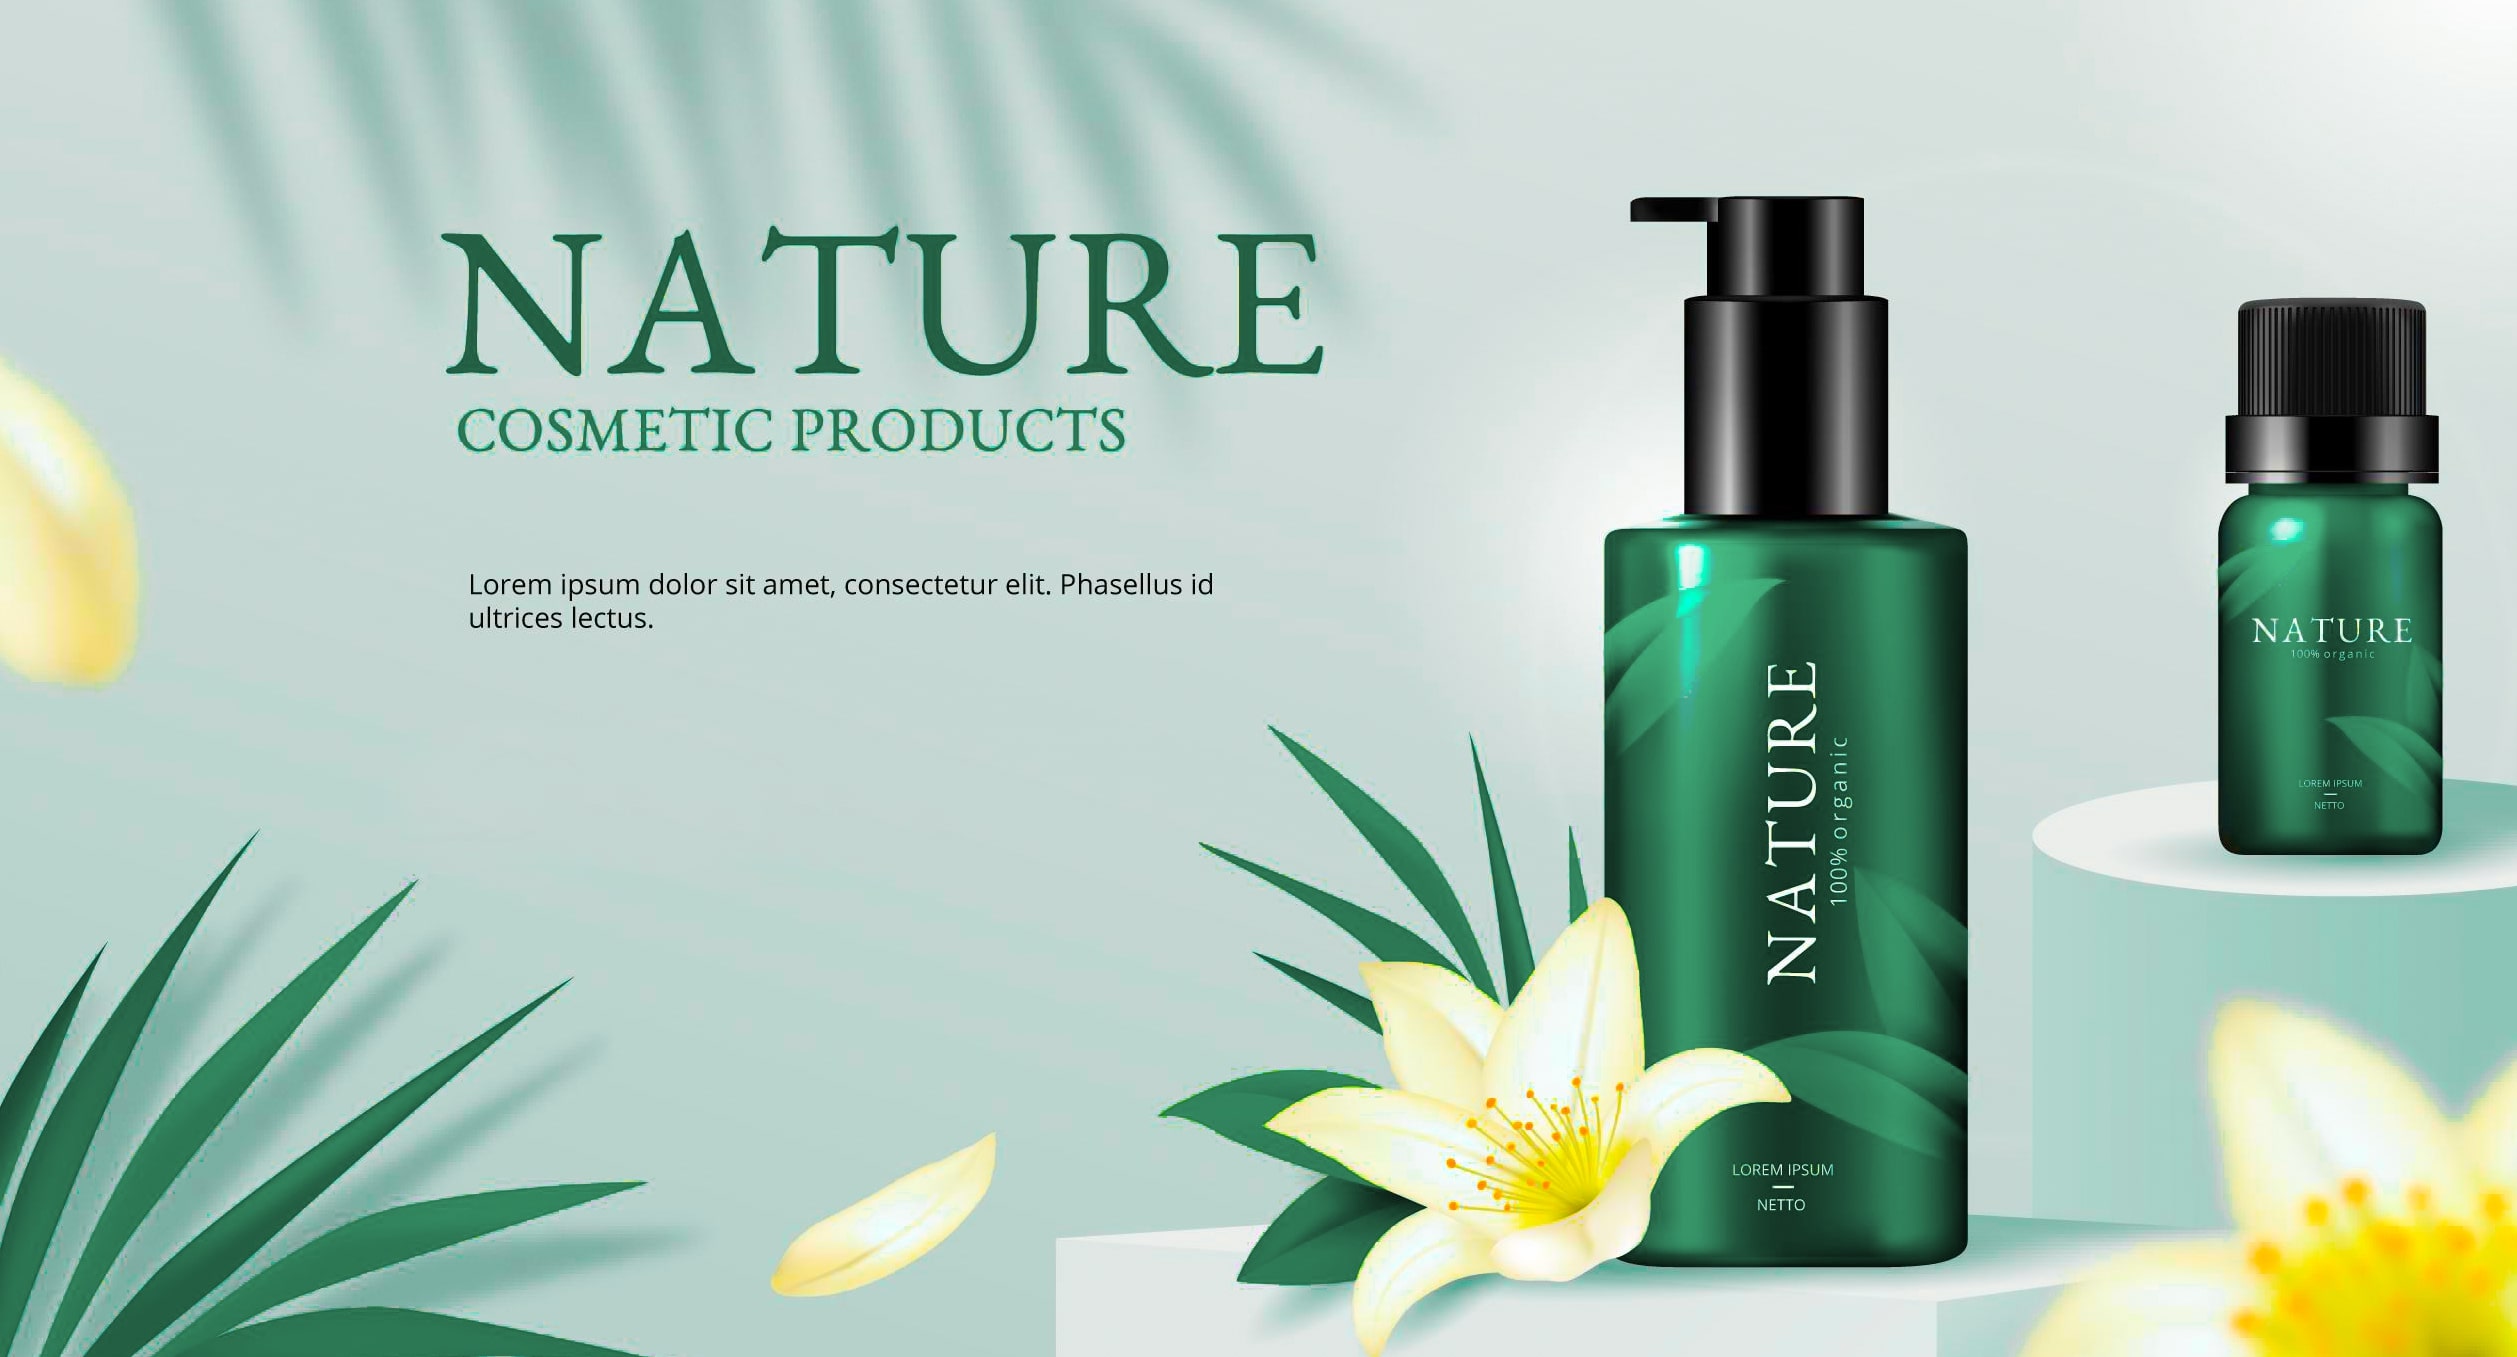 NATURE
COSMETIC PRODUCTS
Lorem ipsum dolor sit amet, consectetur elit. Phasellus id
ultrices lectus.
NATURE
100% organic
LOREM IPSUM
NETTO
NATURE
100% organic
LOREM IPSUM
NETTO